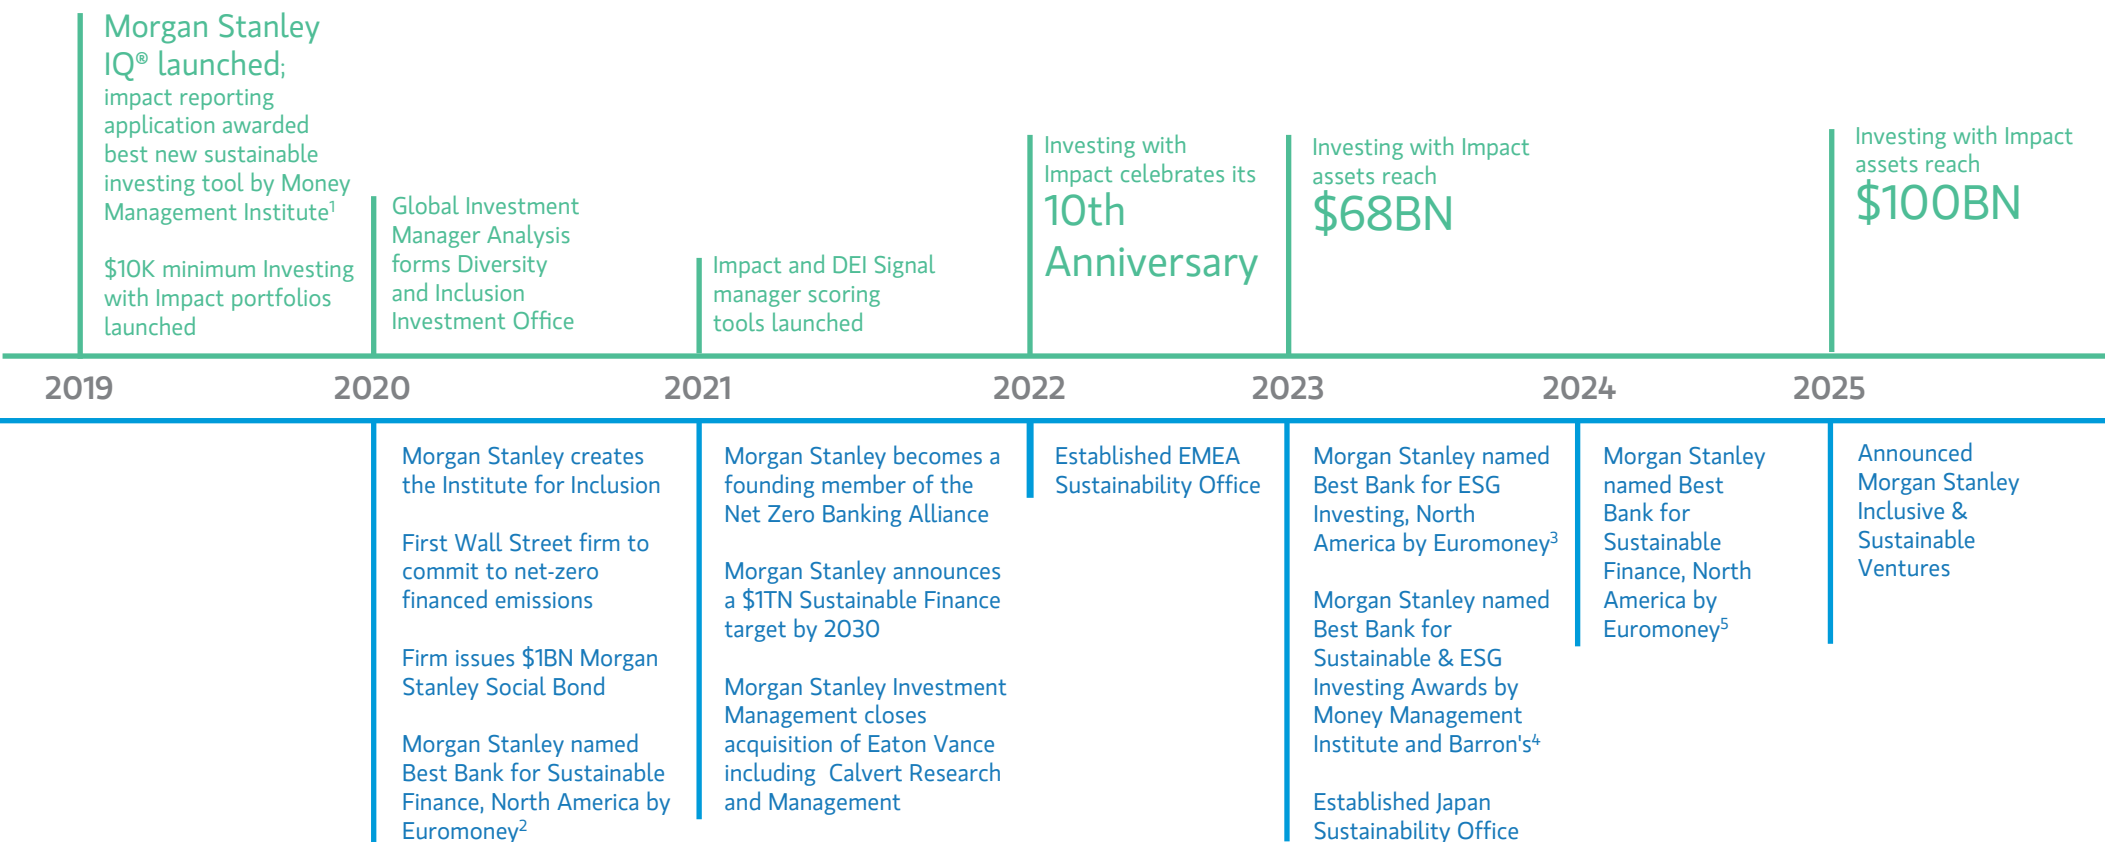 Morgan Stanley
IQ® launched;
impact reporting
application awarded
best new sustainable
investing tool by Money
Management Institute¹
$10K minimum Investing
with Impact portfolios
launched
Global Investment
Manager Analysis
forms Diversity
and Inclusion
Investment Office
Impact and DEI Signal
manager scoring
tools launched
Investing with
Impact celebrates its
10th
Anniversary
Investing with Impact
assets reach
$68BN
Investing with Impact
assets reach
$100BN
2019
2020
2021
2022
2023
2024
2025
Morgan Stanley creates
the Institute for Inclusion
First Wall Street firm to
commit to net-zero
financed emissions
Firm issues $1BN Morgan
Stanley Social Bond
Morgan Stanley named
Best Bank for Sustainable
Finance, North America by
Euromoney²
Morgan Stanley becomes a
founding member of the
Net Zero Banking Alliance
Morgan Stanley announces
a $1TN Sustainable Finance
target by 2030
Morgan Stanley Investment
Management closes
acquisition of Eaton Vance
including Calvert Research
and Management
Established EMEA
Sustainability Office
Morgan Stanley named
Best Bank for ESG
Investing, North
America by Euromoney³
Morgan Stanley named
Best Bank for
Sustainable & ESG
Investing Awards by
Money Management
Institute and Barron's⁴
Established Japan
Sustainability Office
Morgan Stanley
named Best
Bank for
Sustainable
Finance, North
America by
Euromoney⁵
Announced
Morgan Stanley
Inclusive &
Sustainable
Ventures